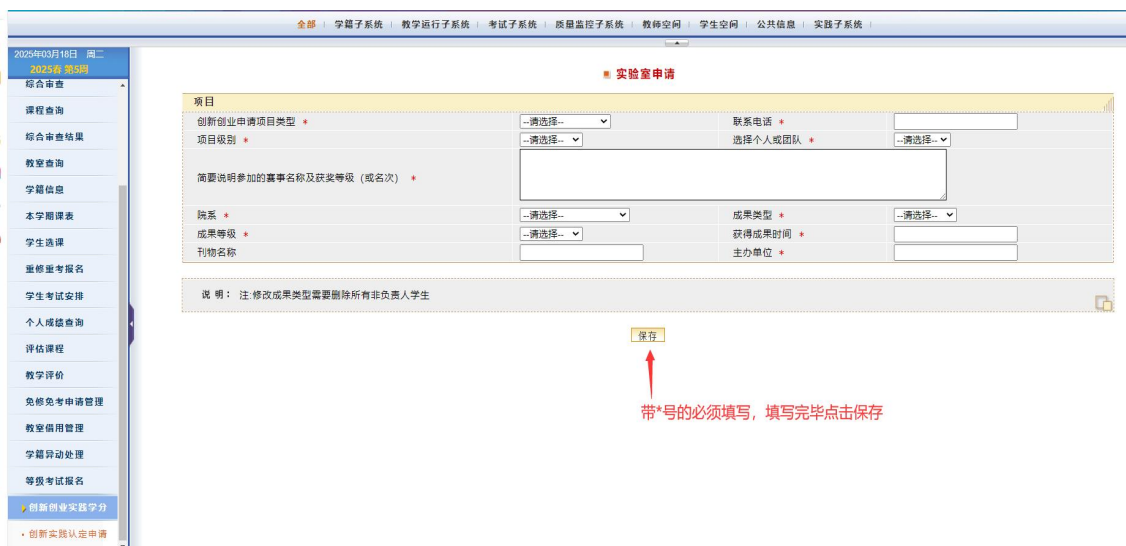 全部 学籍子系统 教学运行子系统 考试子系统 质量监控子系统 教师空间 学生空间 公共信息 实践子系统
2025年03月18日 周二
2025春 第5周
综合审查
课程查询
综合审查结果
教室查询
学籍信息
本学期课表
学生选课
重修重考报名
学生考试安排
个人成绩查询
评估课程
教学评价
免修免考申请管理
教室借用管理
学籍异动处理
等级考试报名
创新创业实践学分
创新实践认定申请
实验室申请
项目
创新创业申请项目类型 * --请选择-- 联系电话 *
项目级别 * --请选择-- 选择个人或团队 * --请选择--
简要说明参加的赛事名称及获奖等级（或名次） *
院系 * --请选择-- 成果类型 * --请选择--
成果等级 * --请选择-- 获得成果时间 *
刊物名称 主办单位 *
说 明： 注:修改成果类型需要删除所有非负责人学生
保存
带*号的必须填写，填写完毕点击保存